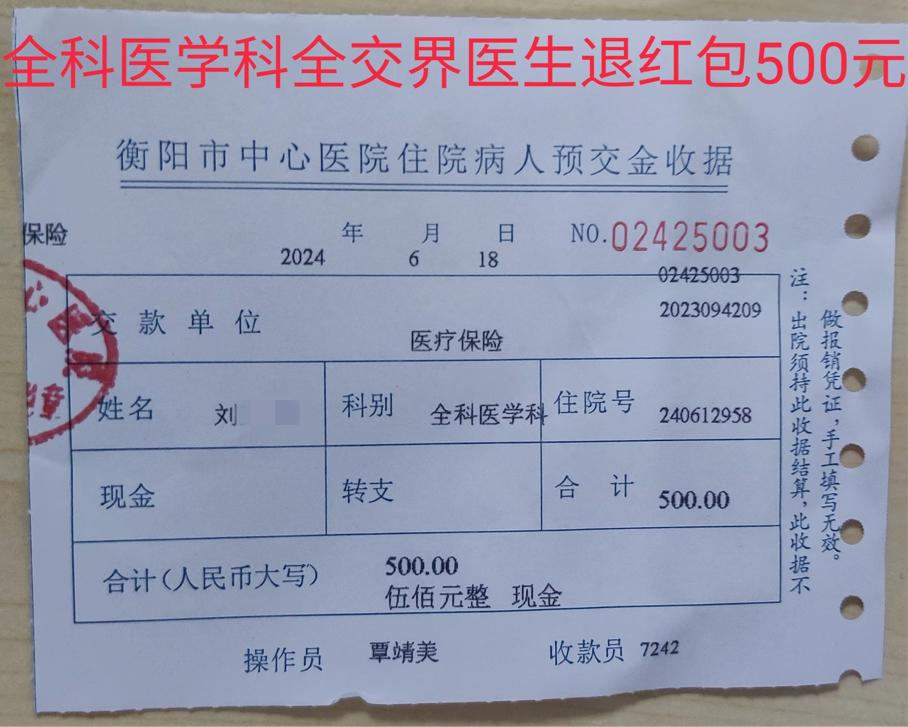 全科医学科全交界医生退红包500元
衡阳市中心医院住院病人预交金收据
保险
年 月 日 NO.02425003
2024 6 18
02425003
交款单位 2023094209
医疗保险
姓名 刘 科别 全科医学科 住院号 240612958
现金 转支 合计 500.00
合计(人民币大写) 500.00
伍佰元整 现金
操作员 覃靖美 收款员 7242
注：出院须持此收据结算，此收据不
做报销凭证，手工填写无效。